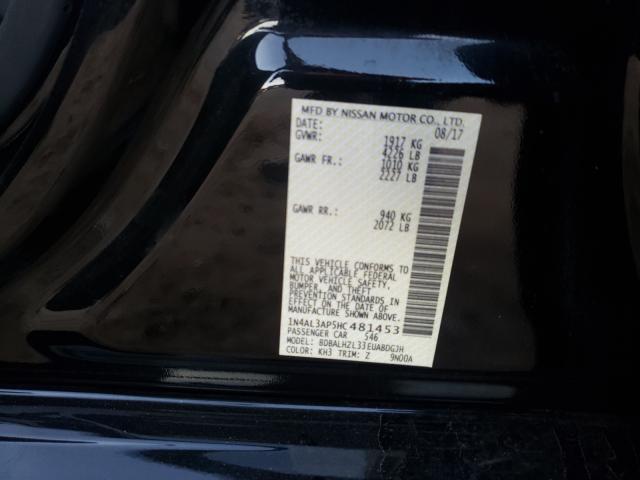 MFD BY NISSAN MOTOR CO., LTD.
DATE: 08/17
GVWR: 1917 KG
4226 LB
GAWR FR.: 1010 KG
2227 LB
GAWR RR.: 940 KG
2072 LB
THIS VEHICLE CONFORMS TO
ALL APPLICABLE FEDERAL
MOTOR VEHICLE SAFETY,
BUMPER, AND THEFT
PREVENTION STANDARDS IN
EFFECT ON THE DATE OF
MANUFACTURE SHOWN ABOVE.
1N4AL3AP5HC481453
PASSENGER CAR 546
MODEL: BDBALHZL33EUABDGJH
COLOR: KH3 TRIM: Z 9N00A